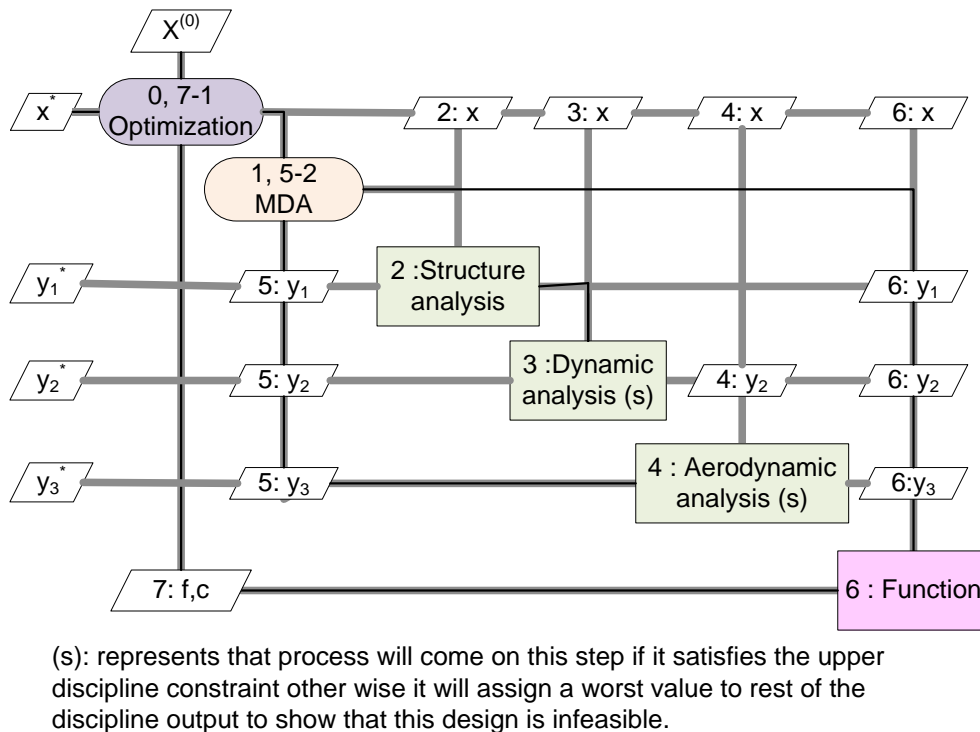 X(0)
x*
0, 7-1
Optimization
2: x
3: x
4: x
6: x
1, 5-2
MDA
y1*
5: y1
2 :Structure
analysis
6: y1
y2*
5: y2
3 :Dynamic
analysis (s)
4: y2
6: y2
y3*
5: y3
4 : Aerodynamic
analysis (s)
6:y3
7: f,c
6 : Function
(s): represents that process will come on this step if it satisfies the upper
discipline constraint other wise it will assign a worst value to rest of the
discipline output to show that this design is infeasible.